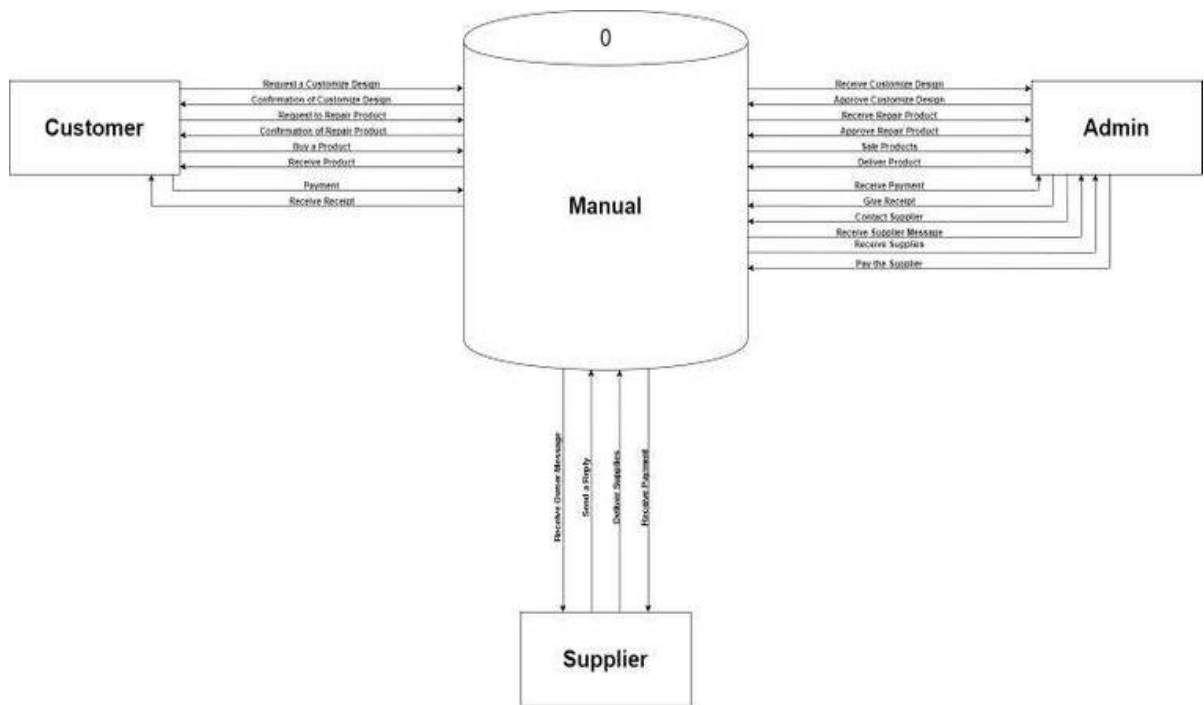 0
Customer
Request a Customize Design
Confirmation of Customize Design
Request to Repair Product
Confirmation of Repair Product
Buy a Product
Receive Product
Payment
Receive Receipt
Manual
Receive Customize Design
Approve Customize Design
Receive Repair Product
Approve Repair Product
Sale Products
Deliver Product
Receive Payment
Give Receipt
Contact Supplier
Receive Supplier Message
Receive Supplies
Pay the Supplier
Admin
Receive Owner Message
Send a Reply
Deliver Supplies
Receive Payment
Supplier